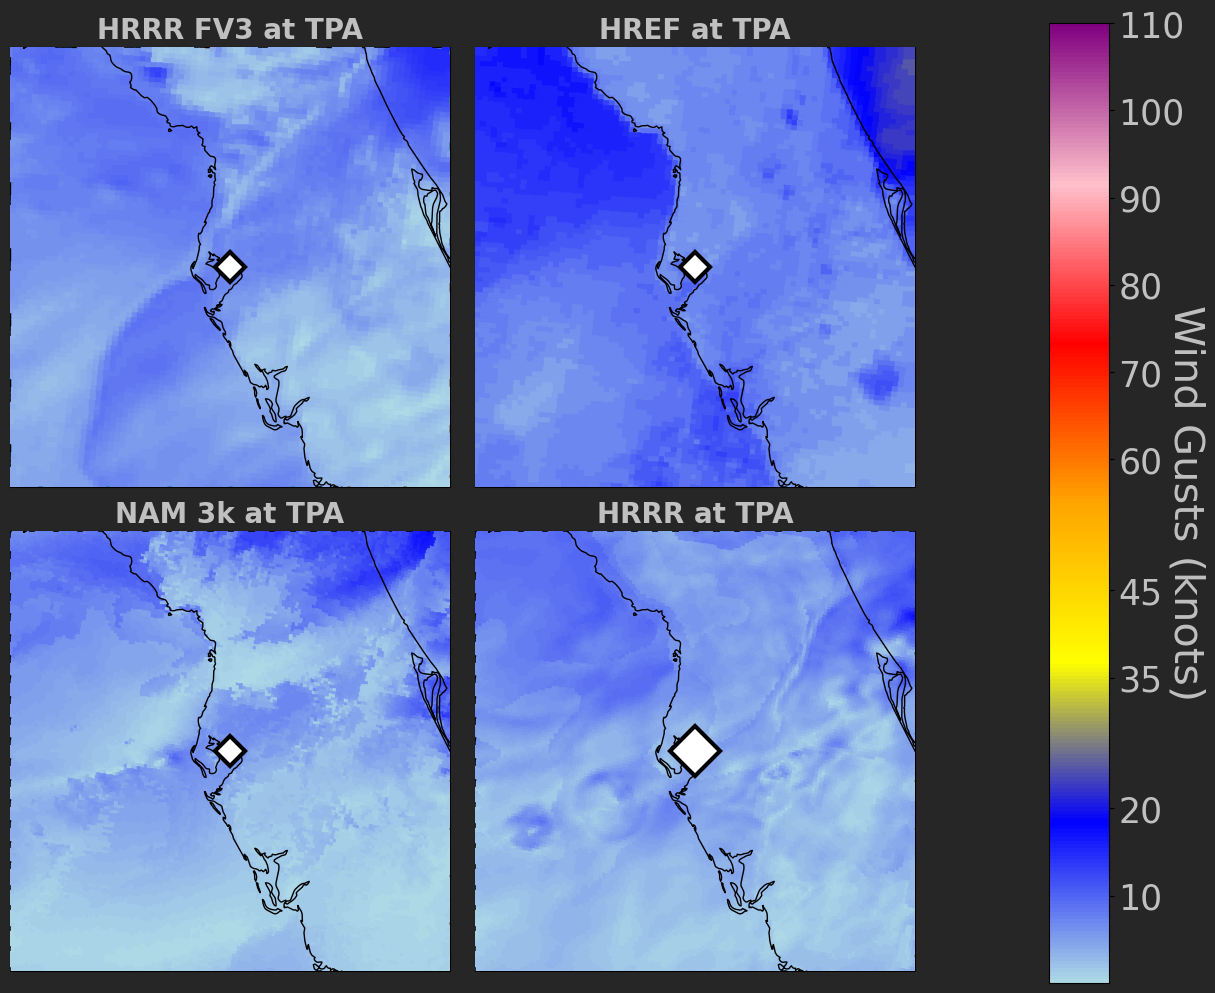 HRRR FV3 at TPA
HREF at TPA
NAM 3k at TPA
HRRR at TPA
110
100
90
80
70
60
45
35
20
10
Wind Gusts (knots)